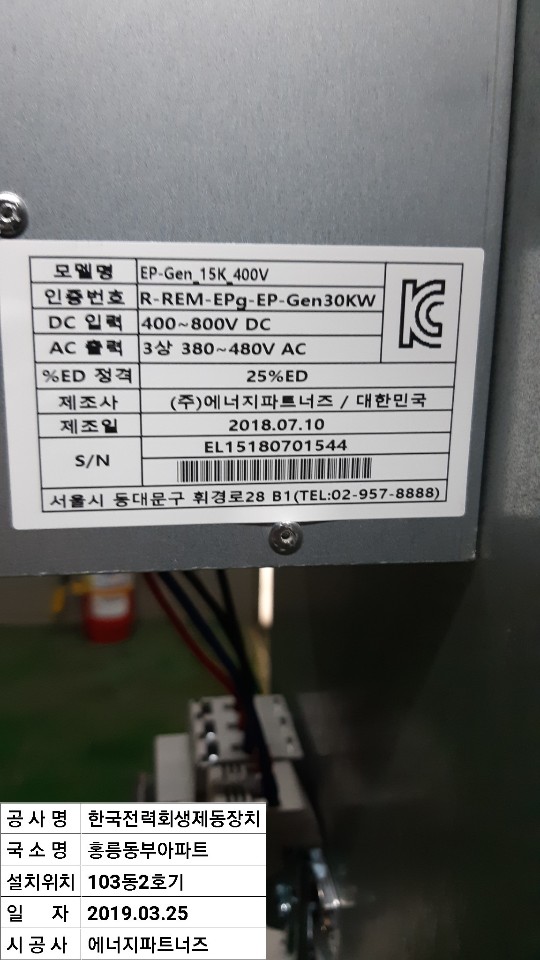 모델명 EP-Gen_15K_400V
인증번호 R-REM-EPg-EP-Gen30KW
DC 입력 400~800V DC
AC 출력 3상 380~480V AC
%ED 정격 25%ED
제조사 (주)에너지파트너즈 / 대한민국
제조일 2018.07.10
S/N EL15180701544
서울시 동대문구 휘경로28 B1(TEL:02-957-8888)
공 사 명 한국전력회생제동장치
국 소 명 홍릉동부아파트
설치위치 103동2호기
일 자 2019.03.25
시 공 사 에너지파트너즈